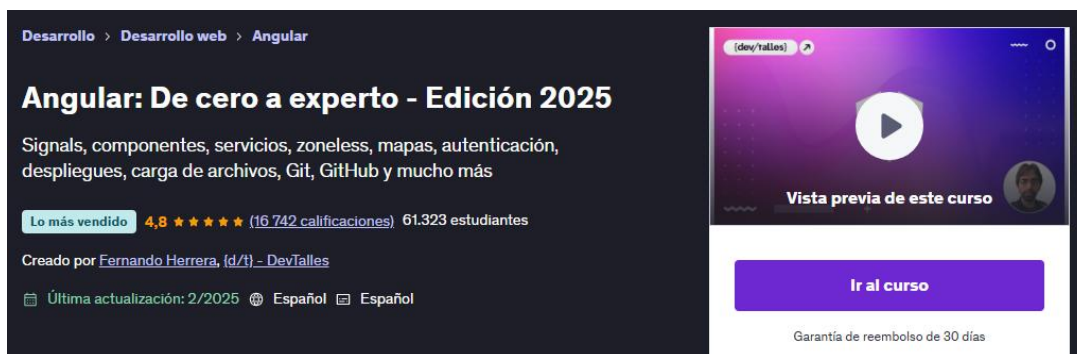 Desarrollo > Desarrollo web > Angular
Angular: De cero a experto - Edición 2025
Signals, componentes, servicios, zoneless, mapas, autenticación,
despliegues, carga de archivos, Git, GitHub y mucho más
Lo más vendido 4,8 ★★★★★ (16 742 calificaciones) 61.323 estudiantes
Creado por Fernando Herrera, {d/t} - DevTalles
Última actualización: 2/2025 Español Español
{dev/talles}
Vista previa de este curso
Ir al curso
Garantía de reembolso de 30 días